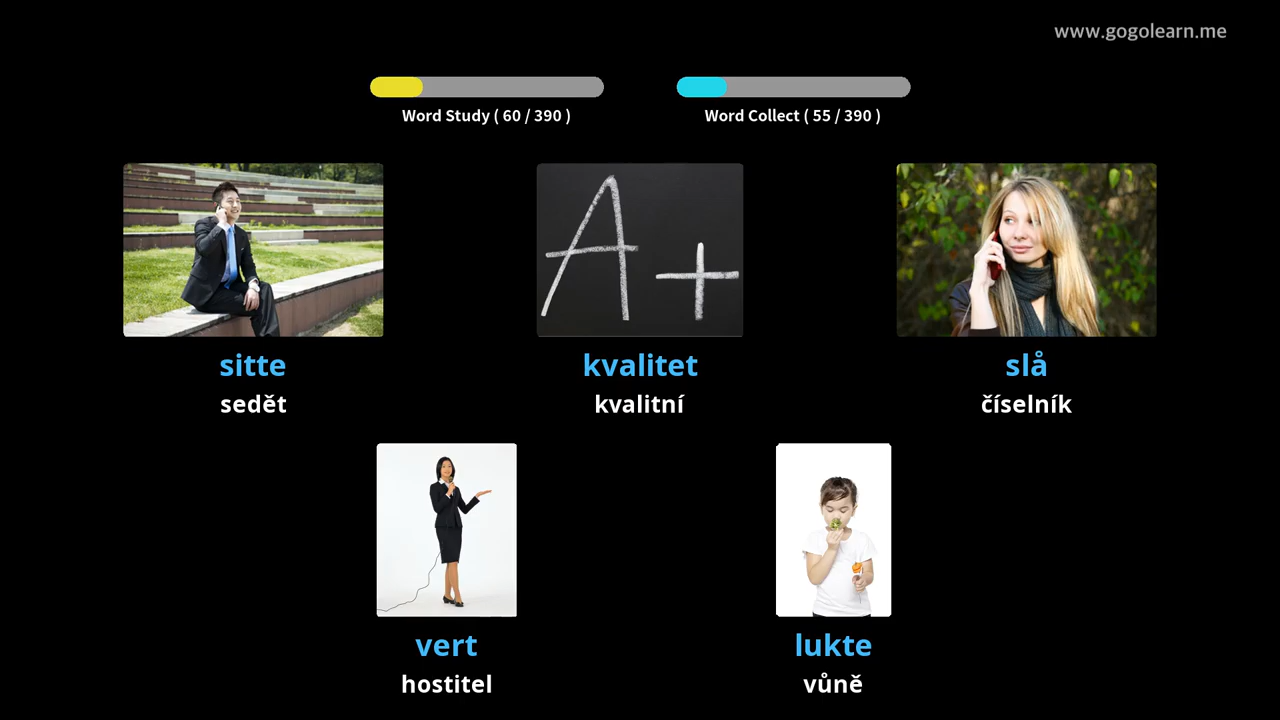 www.gogolearn.me
Word Study ( 60 / 390 )
Word Collect ( 55 / 390 )
A+
sitte
sedět
kvalitet
kvalitní
slå
číselník
vert
hostitel
lukte
vůně